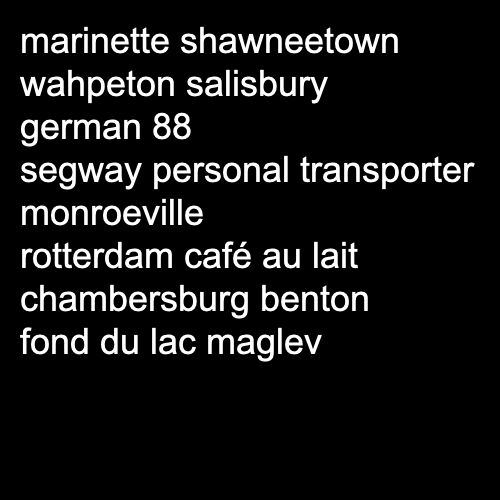 marinette shawneetown
wahpeton salisbury
german 88
segway personal transporter
monroeville
rotterdam café au lait
chambersburg benton
fond du lac maglev